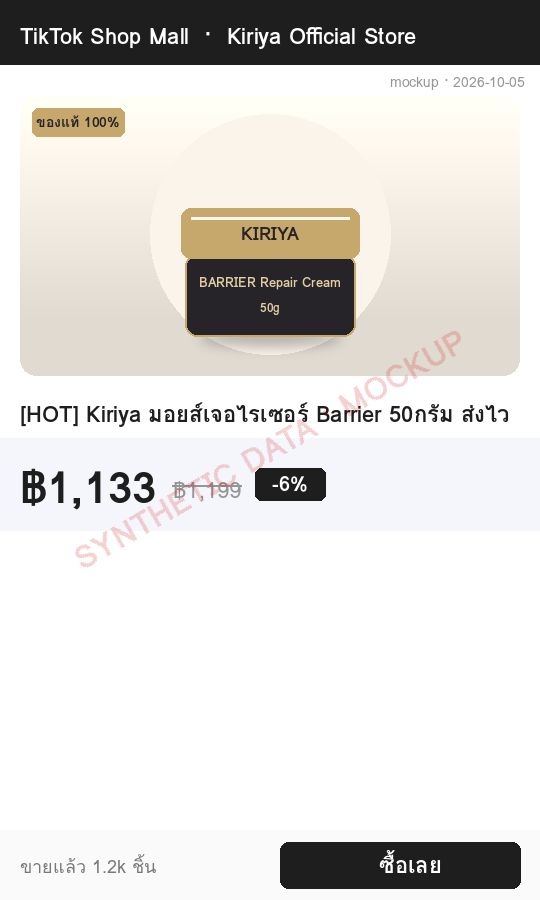 TikTok Shop Mall · Kiriya Official Store
mockup · 2026-10-05
ของแท้ 100%
KIRIYA
BARRIER Repair Cream
50g
[HOT] Kiriya มอยส์เจอไรเซอร์ Barrier 50กรัม ส่งไว
฿1,133 ฿1,199 -6%
SYNTHETIC DATA · MOCKUP
ขายแล้ว 1.2k ชิ้น
ซื้อเลย